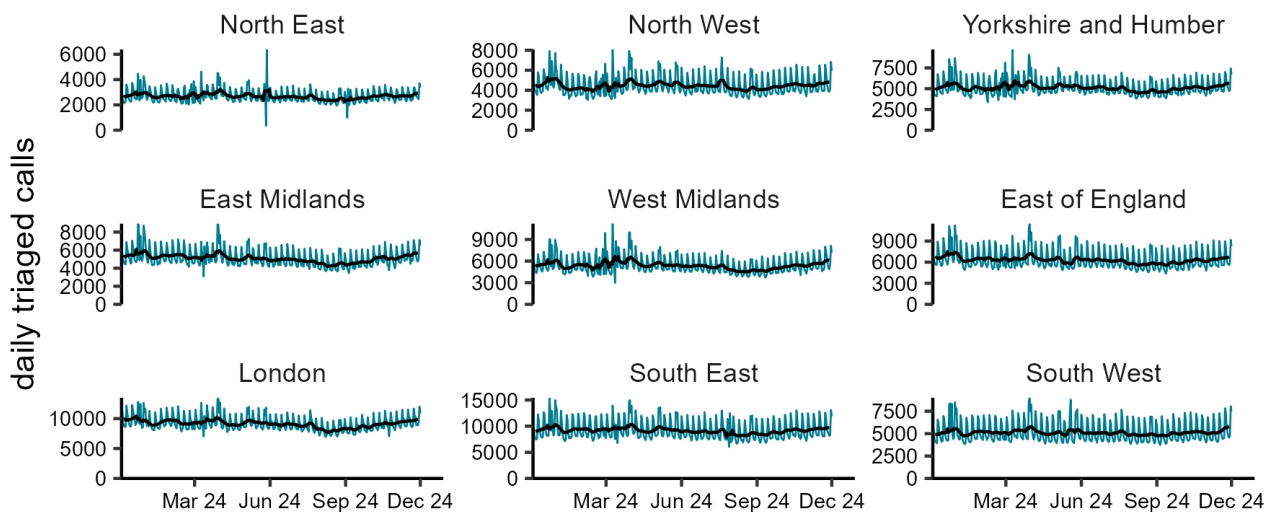 North East
North West
Yorkshire and Humber
6000
4000
2000
0
8000
6000
4000
2000
0
7500
5000
2500
0
daily triaged calls
East Midlands
West Midlands
East of England
8000
6000
4000
2000
0
9000
6000
3000
0
9000
6000
3000
0
London
South East
South West
10000
5000
0
15000
10000
5000
0
7500
5000
2500
0
Mar 24 Jun 24 Sep 24 Dec 24
Mar 24 Jun 24 Sep 24 Dec 24
Mar 24 Jun 24 Sep 24 Dec 24